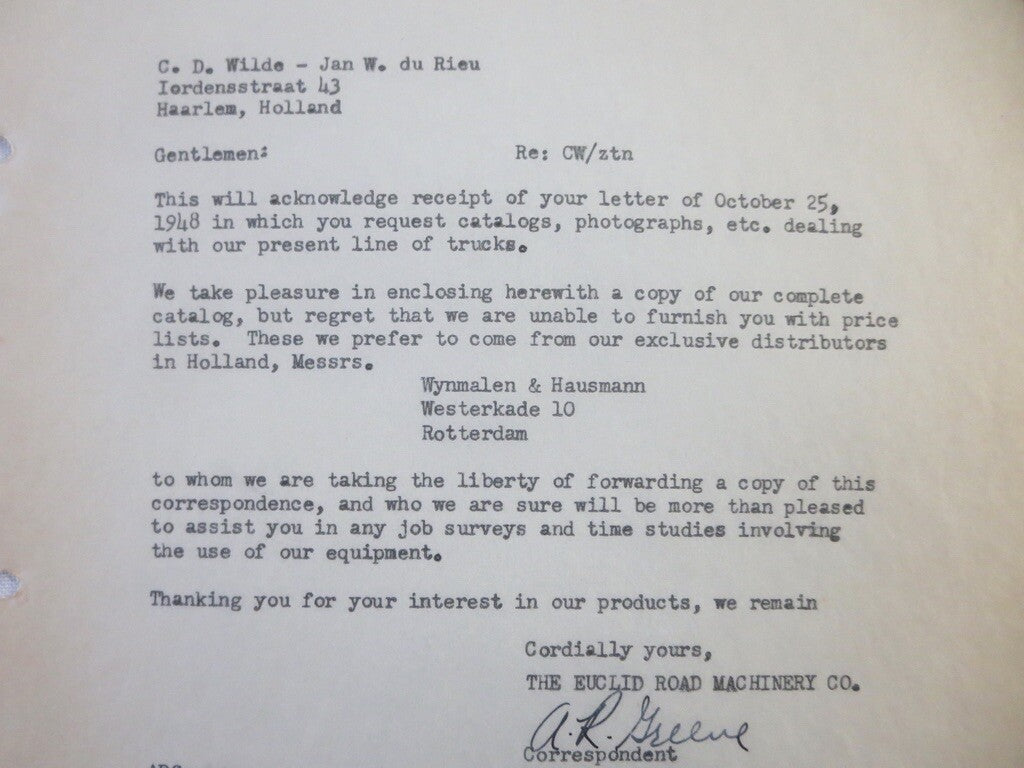 C. D. Wilde - Jan W. du Rieu
Iordensstraat 43
Haarlem, Holland
Gentlemen: Re: CW/ztn
This will acknowledge receipt of your letter of October 25,
1948 in which you request catalogs, photographs, etc. dealing
with our present line of trucks.
We take pleasure in enclosing herewith a copy of our complete
catalog, but regret that we are unable to furnish you with price
lists. These we prefer to come from our exclusive distributors
in Holland, Messrs.
Wynmalen & Hausmann
Westerkade 10
Rotterdam
to whom we are taking the liberty of forwarding a copy of this
correspondence, and who we are sure will be more than pleased
to assist you in any job surveys and time studies involving
the use of our equipment.
Thanking you for your interest in our products, we remain
Cordially yours,
THE EUCLID ROAD MACHINERY CO.
A.R. Greene
Correspondent